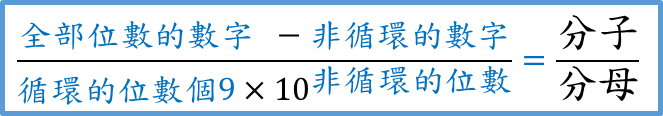 全部位數的數字 − 非循環的數字 = 分子
循環的位數個9 × 10非循環的位數 分母